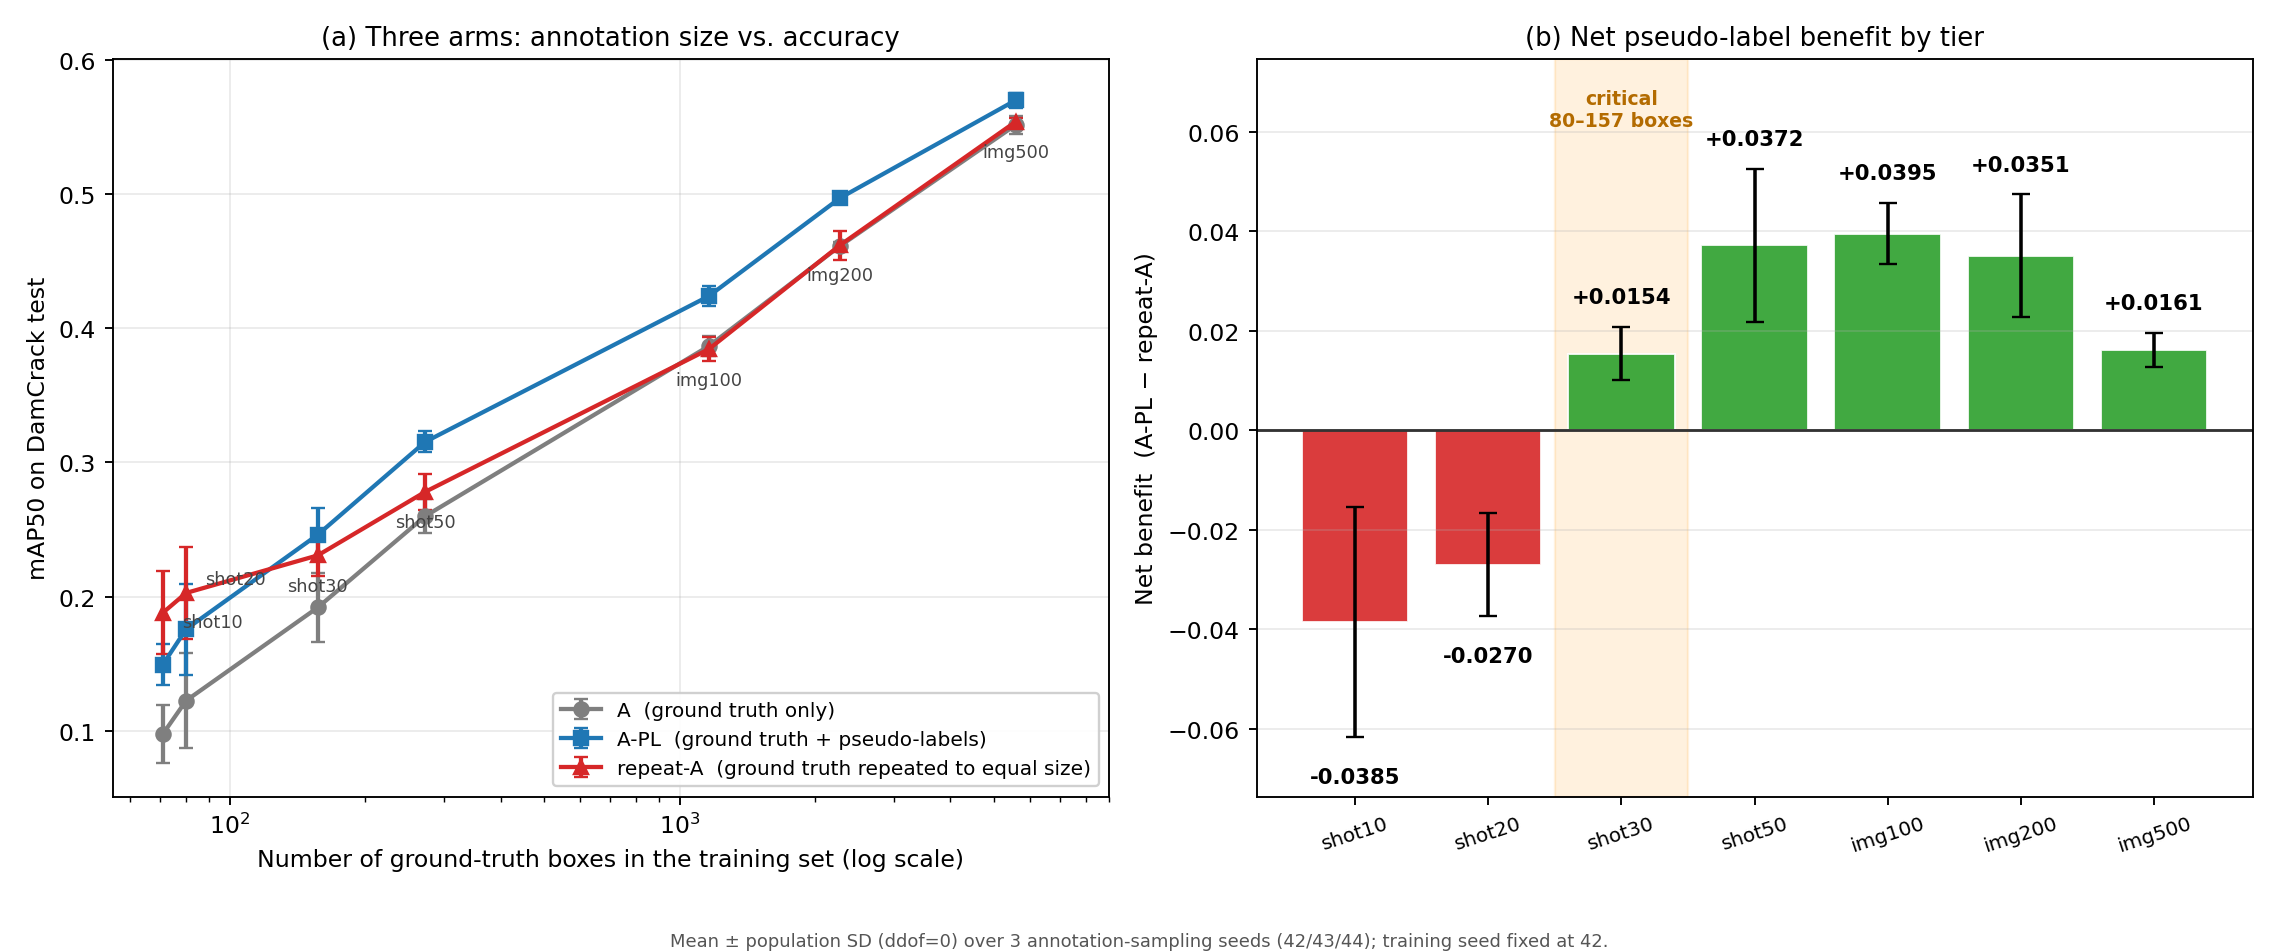 (a) Three arms: annotation size vs. accuracy
mAP50 on DamCrack test
0.6
0.5
0.4
0.3
0.2
0.1
shot10
shot20
shot30
shot50
img100
img200
img500
A (ground truth only)
A-PL (ground truth + pseudo-labels)
repeat-A (ground truth repeated to equal size)
10²
10³
Number of ground-truth boxes in the training set (log scale)
(b) Net pseudo-label benefit by tier
Net benefit (A-PL − repeat-A)
0.06
0.04
0.02
0.00
−0.02
−0.04
−0.06
critical
80–157 boxes
-0.0385
-0.0270
+0.0154
+0.0372
+0.0395
+0.0351
+0.0161
shot10
shot20
shot30
shot50
img100
img200
img500
Mean ± population SD (ddof=0) over 3 annotation-sampling seeds (42/43/44); training seed fixed at 42.